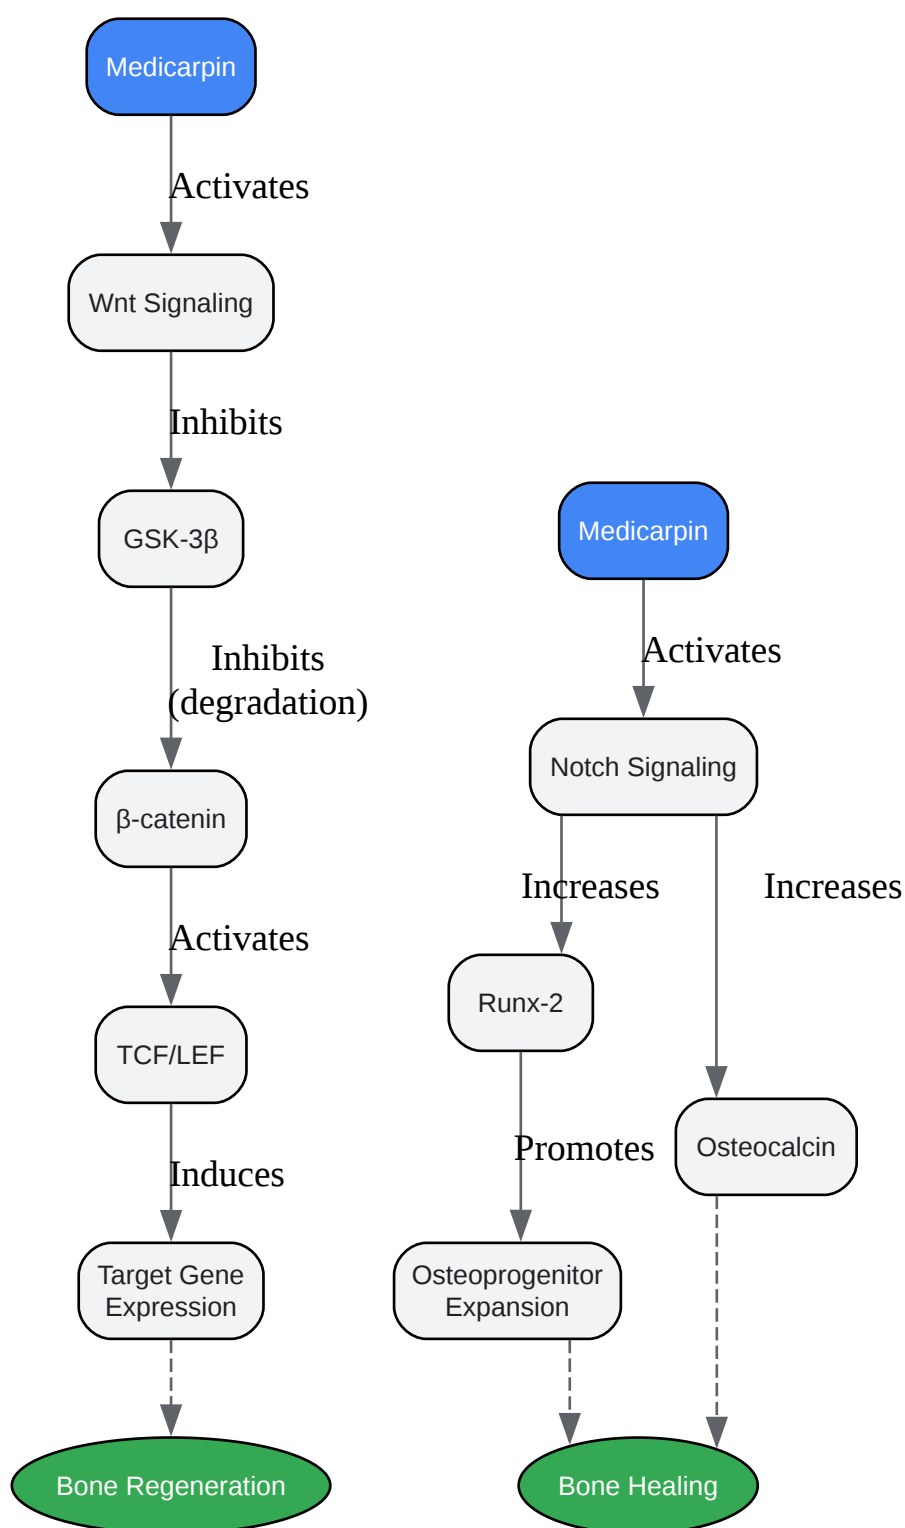 Medicarpin
Activates
Wnt Signaling
Inhibits
GSK-3β
Inhibits
(degradation)
β-catenin
Activates
TCF/LEF
Induces
Target Gene
Expression
Bone Regeneration
Medicarpin
Activates
Notch Signaling
Increases
Increases
Runx-2
Promotes
Osteocalcin
Osteoprogenitor
Expansion
Bone Healing